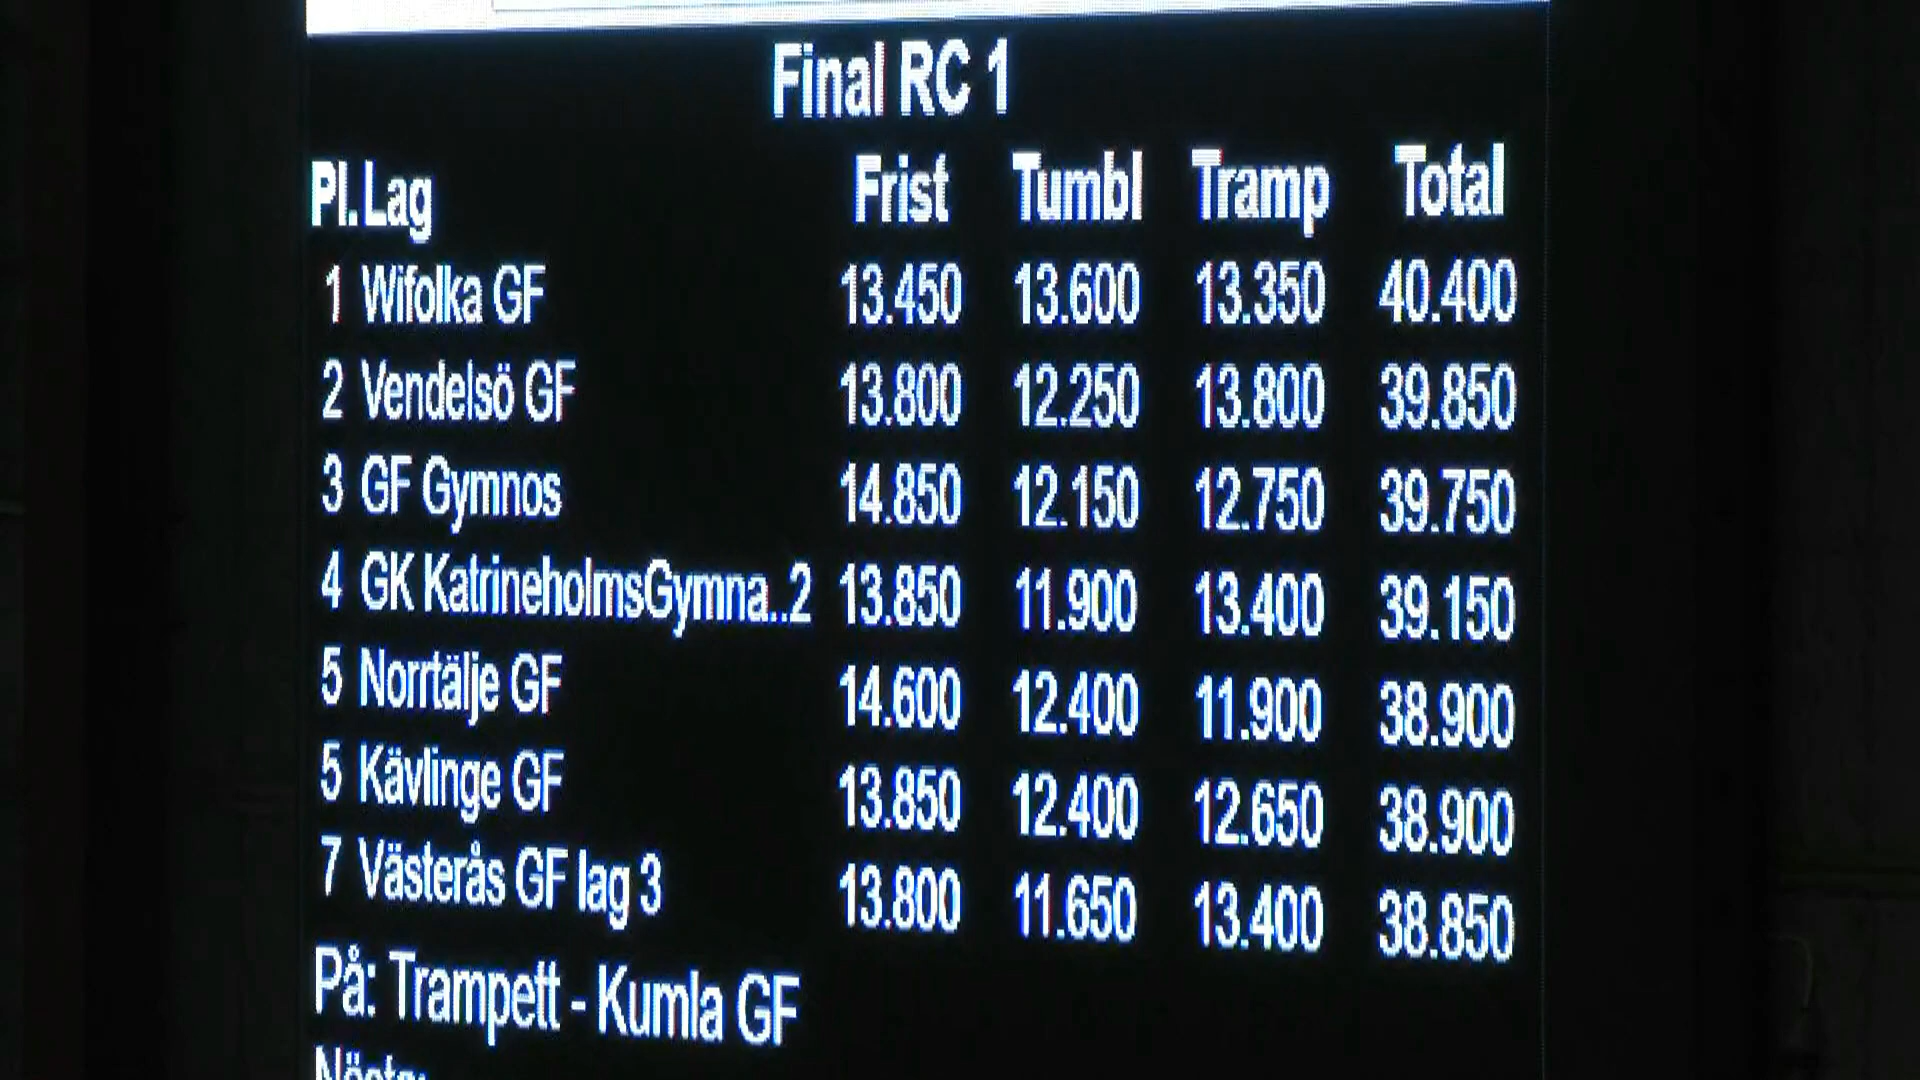 Final RC 1
Pl. Lag Frist Tumbl Tramp Total
1 Wifolka GF 13.450 13.600 13.350 40.400
2 Vendelsö GF 13.800 12.250 13.800 39.850
3 GF Gymnos 14.850 12.150 12.750 39.750
4 GK KatrineholmsGymna..2 13.850 11.900 13.400 39.150
5 Norrtälje GF 14.600 12.400 11.900 38.900
5 Kävlinge GF 13.850 12.400 12.650 38.900
7 Västerås GF lag 3 13.800 11.650 13.400 38.850
På: Trampett - Kumla GF